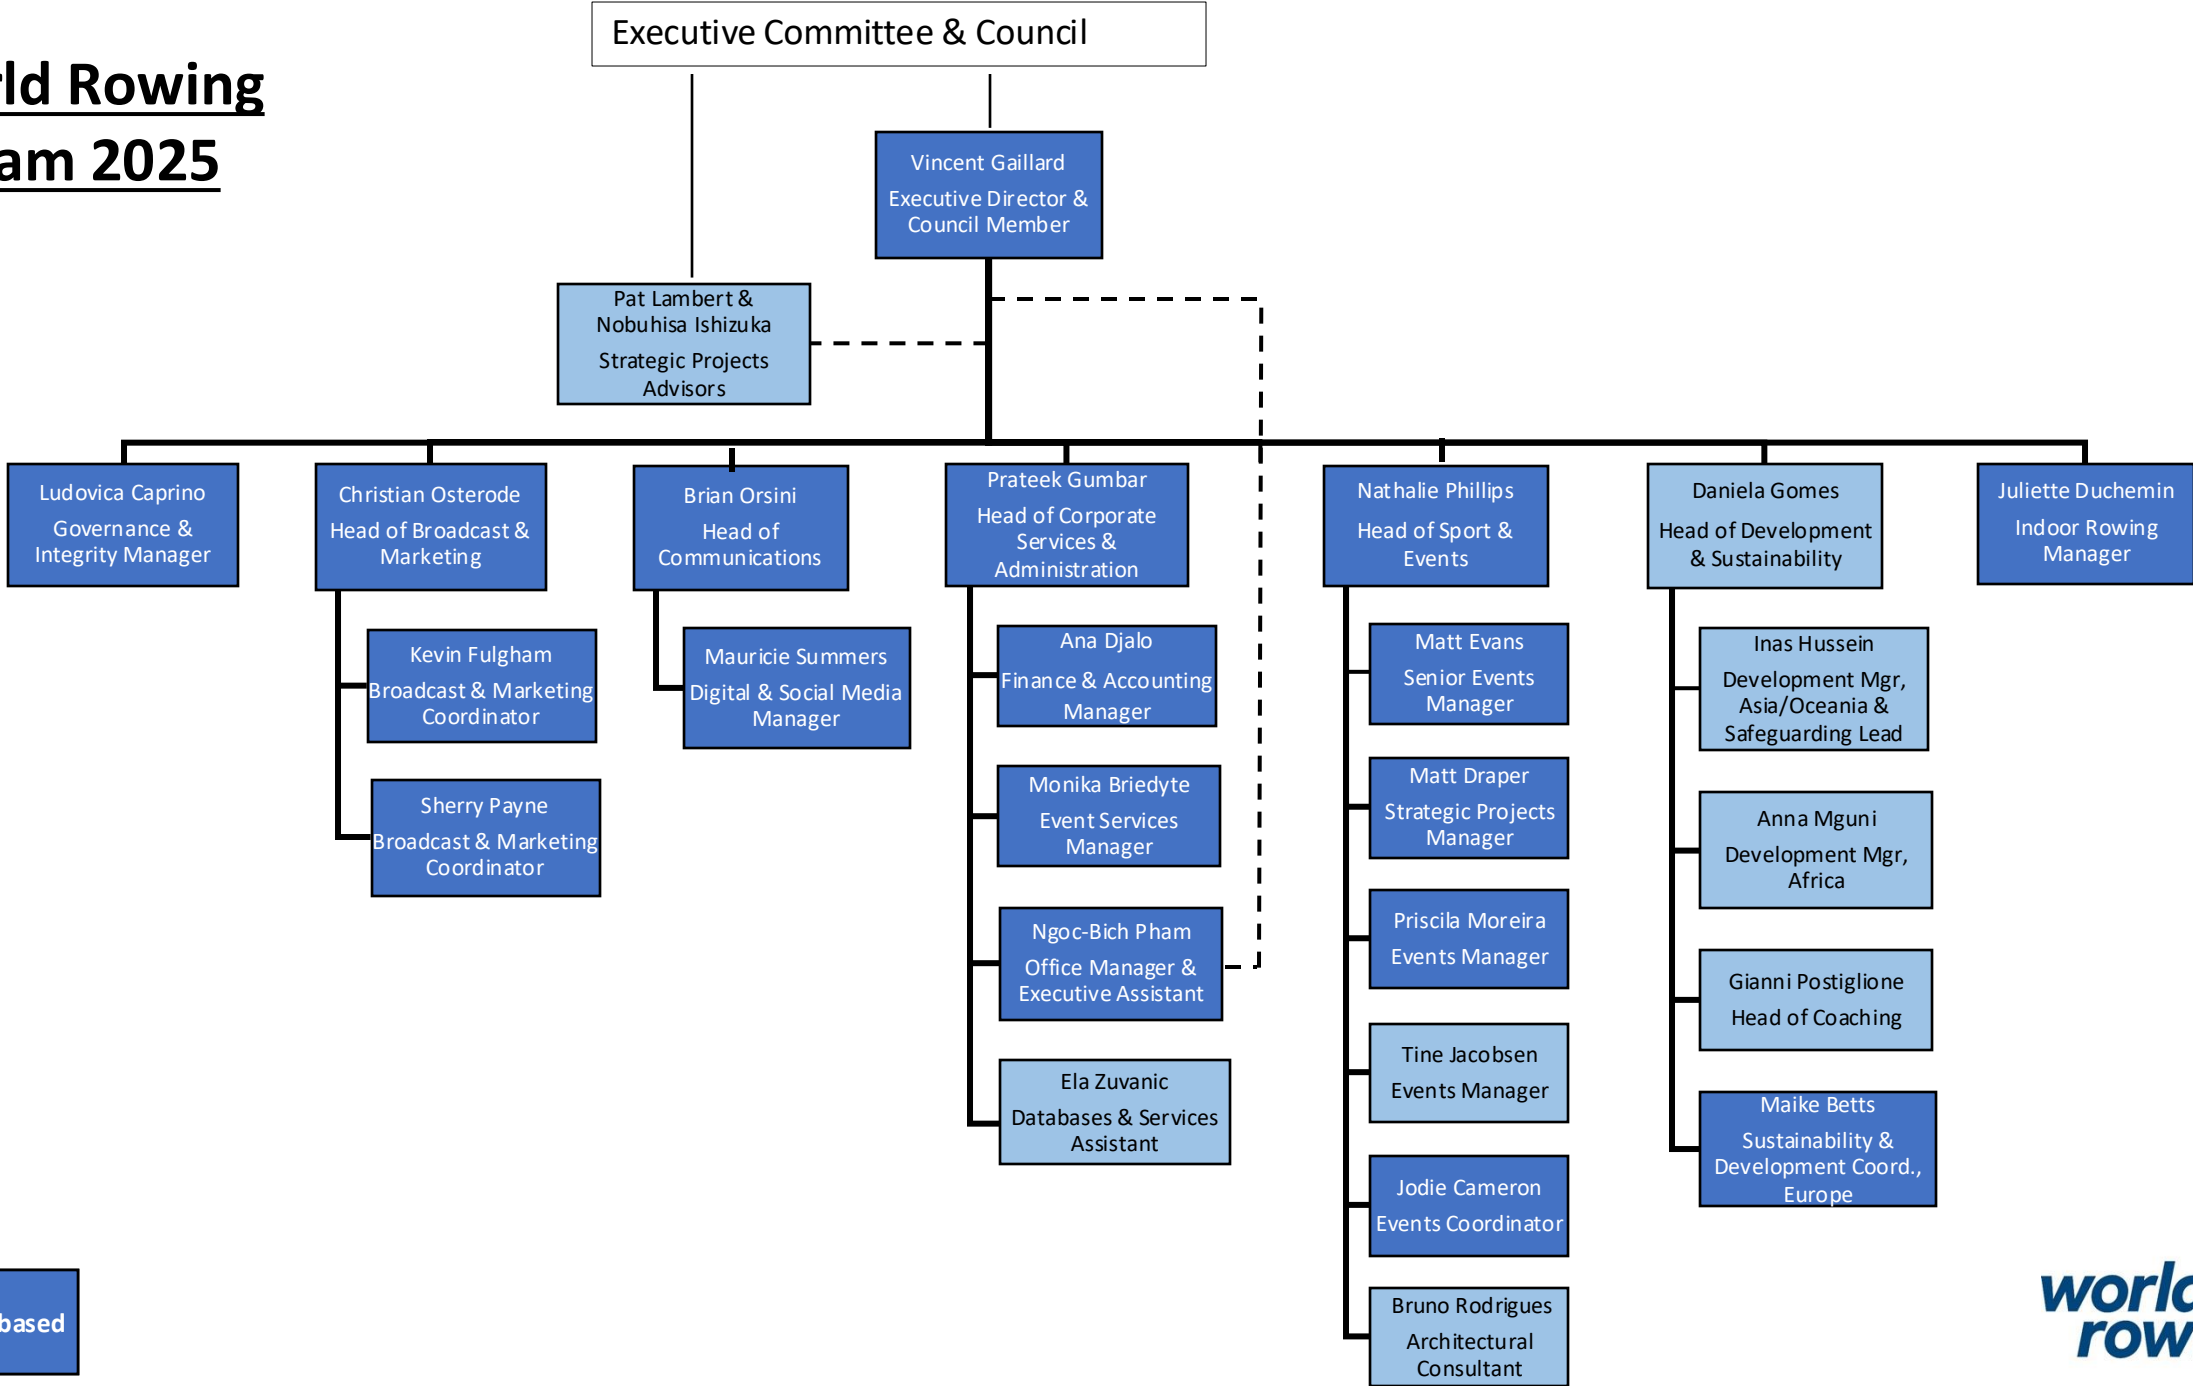 Executive Committee & Council
rld Rowing
am 2025
Vincent Gaillard
Executive Director &
Council Member
Pat Lambert &
Nobuhisa Ishizuka
Strategic Projects
Advisors
Ludovica Caprino
Governance &
Integrity Manager
Christian Osterode
Head of Broadcast &
Marketing
Brian Orsini
Head of
Communications
Prateek Gumbar
Head of Corporate
Services &
Administration
Nathalie Phillips
Head of Sport &
Events
Daniela Gomes
Head of Development
& Sustainability
Juliette Duchemin
Indoor Rowing
Manager
Kevin Fulgham
Broadcast & Marketing
Coordinator
Sherry Payne
Broadcast & Marketing
Coordinator
Mauricie Summers
Digital & Social Media
Manager
Ana Djalo
Finance & Accounting
Manager
Monika Briedyte
Event Services
Manager
Ngoc-Bich Pham
Office Manager &
Executive Assistant
Ela Zuvanic
Databases & Services
Assistant
Matt Evans
Senior Events
Manager
Matt Draper
Strategic Projects
Manager
Priscila Moreira
Events Manager
Tine Jacobsen
Events Manager
Jodie Cameron
Events Coordinator
Bruno Rodrigues
Architectural
Consultant
Inas Hussein
Development Mgr,
Asia/Oceania &
Safeguarding Lead
Anna Mguni
Development Mgr,
Africa
Gianni Postiglione
Head of Coaching
Maike Betts
Sustainability &
Development Coord.,
Europe
based
worl
row